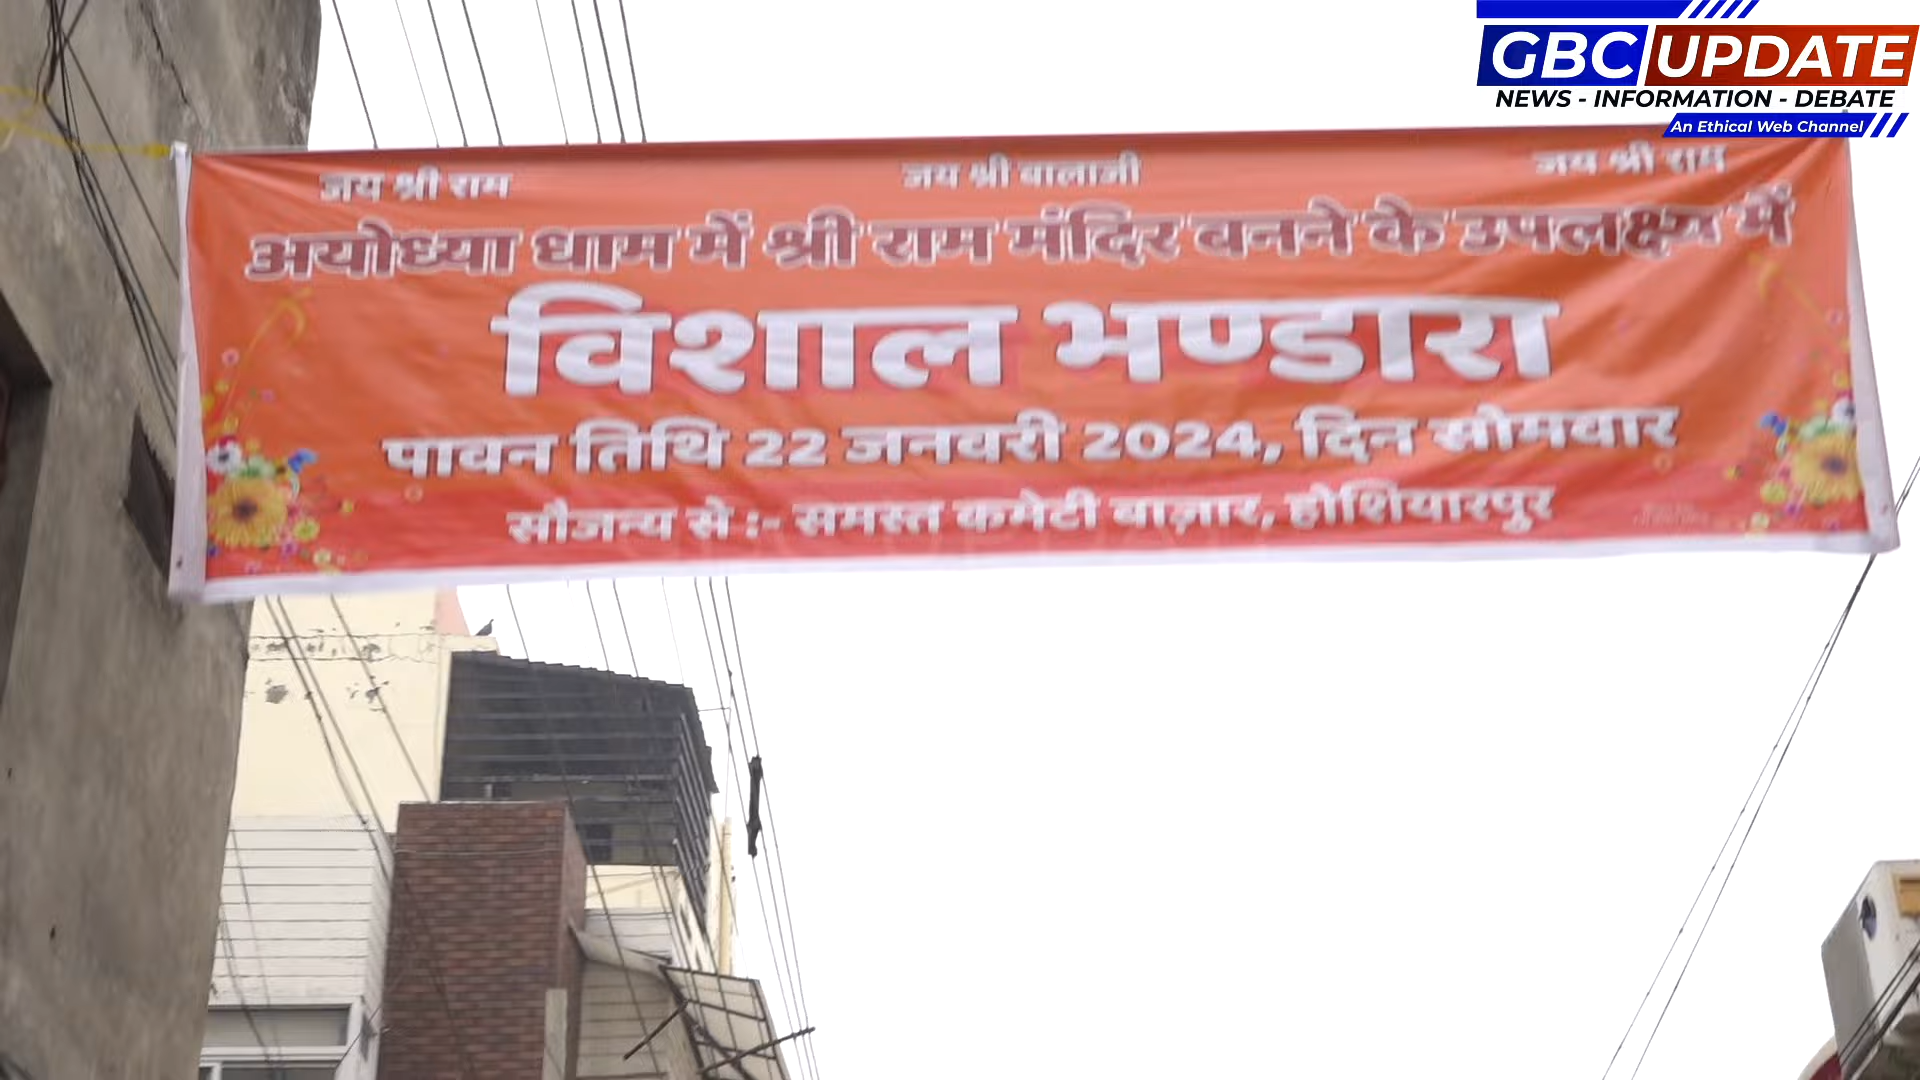 GBC UPDATE
NEWS - INFORMATION - DEBATE
An Ethical Web Channel
जय श्री राम जय श्री बालाजी जय श्री राम
अयोध्या धाम में श्री राम मंदिर बनने के उपलक्ष्य में
विशाल भण्डारा
पावन तिथि 22 जनवरी 2024, दिन सोमवार
सौजन्य से :- समस्त कमेटी बाज़ार, होशियारपुर